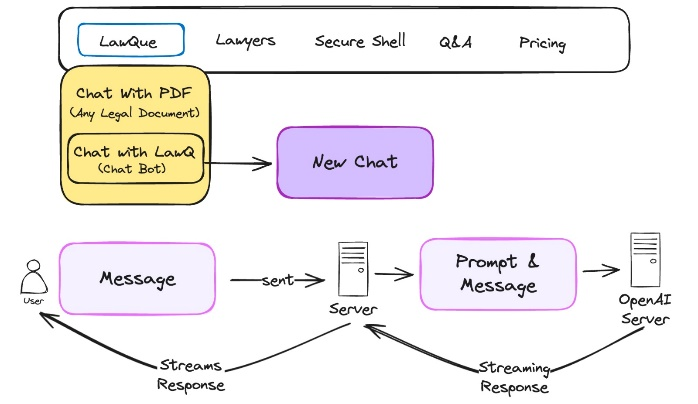 LawQue Lawyers Secure Shell Q&A Pricing
Chat With PDF
(Any Legal Document)
Chat with LawQ
(Chat Bot)
New Chat
User
Message
sent
Server
Prompt &
Message
OpenAI
Server
Streams
Response
Streaming
Response